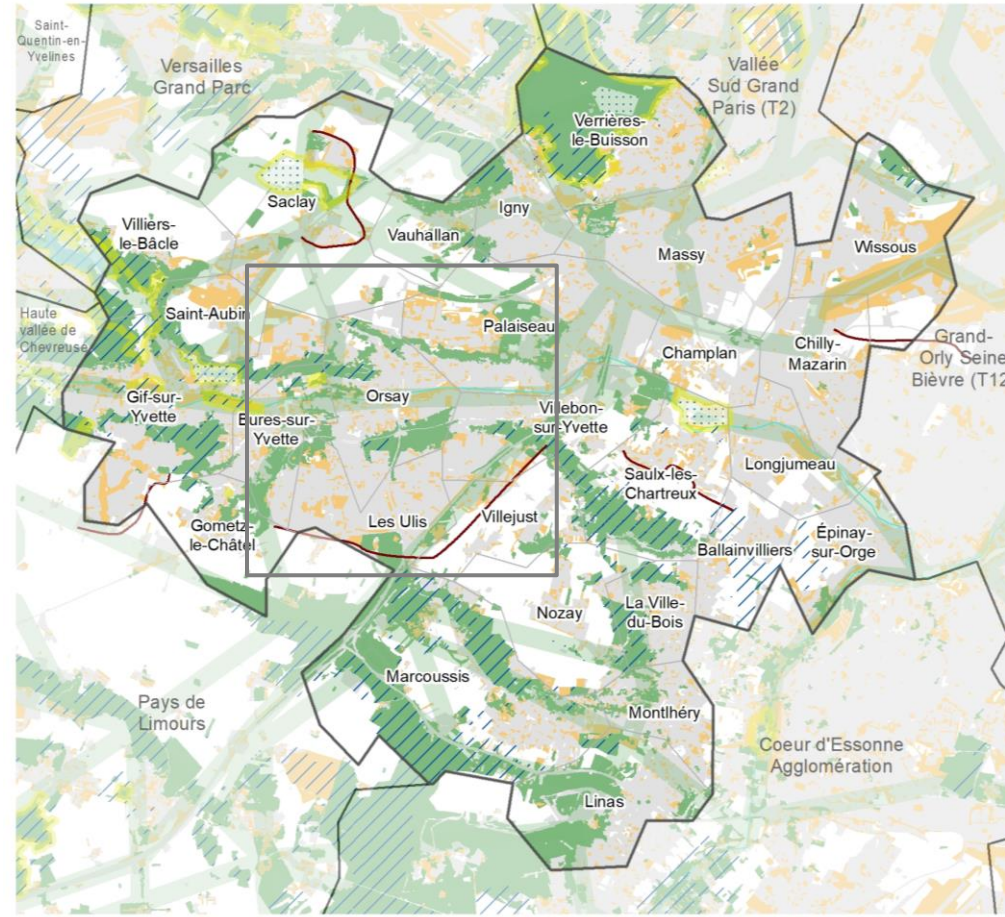 Saint-
Quentin-en-
Yvelines
Versailles
Grand Parc
Vallée
Sud Grand
Paris (T2)
Verrières-
le-Buisson
Saclay
Igny
Villiers-
le-Bâcle
Vauhallan
Massy
Wissous
Haute
vallée de
Chevreuse
Saint-Aubin
Palaiseau
Champlan
Chilly-
Mazarin
Grand-
Orly Seine
Bièvre (T12
Gif-sur-
Yvette
Orsay
Bures-sur-
Yvette
Villebon-
sur-Yvette
Longjumeau
Saulx-les-
Chartreux
Gometz-
le-Châtel
Les Ulis
Villejust
Ballainvilliers
Épinay-
sur-Orge
Nozay
La Ville-
du-Bois
Marcoussis
Pays de
Limours
Montlhéry
Coeur d'Essonne
Agglomération
Linas